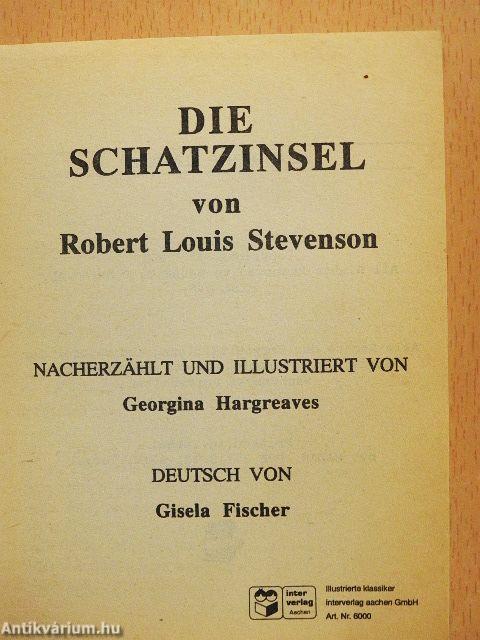 DIE
SCHATZINSEL
von
Robert Louis Stevenson
NACHERZÄHLT UND ILLUSTRIERT VON
Georgina Hargreaves
DEUTSCH VON
Gisela Fischer
inter
verlag
Aachen
Illustrierte klassiker
interverlag aachen GmbH
Art. Nr. 6000
Antikvárium.hu